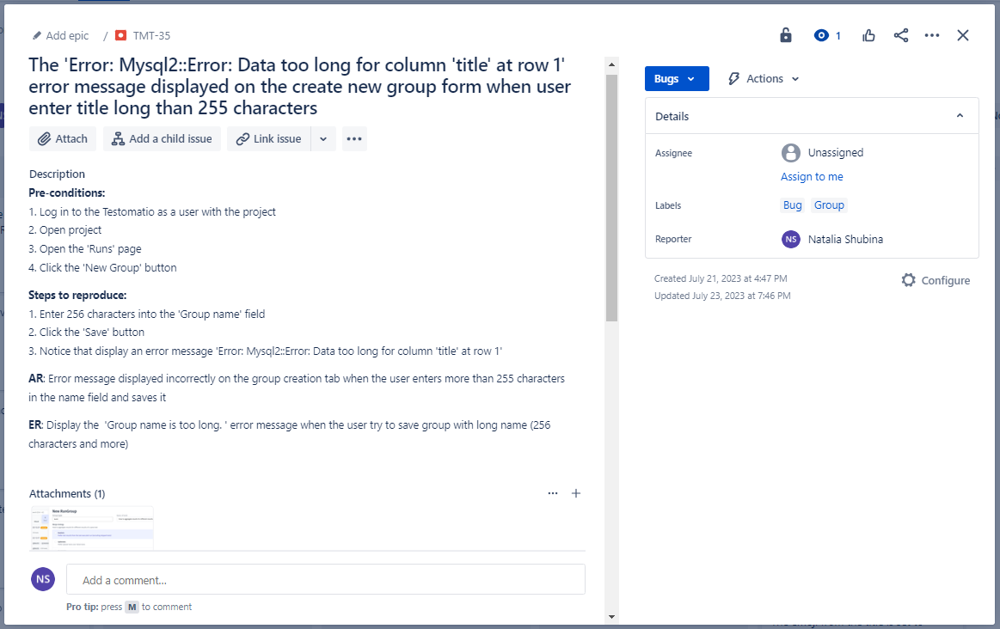 Add epic / TMT-35
1
The 'Error: Mysql2::Error: Data too long for column 'title' at row 1'
error message displayed on the create new group form when user
enter title long than 255 characters
Attach Add a child issue Link issue
Description
Pre-conditions:
1. Log in to the Testomatio as a user with the project
2. Open project
3. Open the 'Runs' page
4. Click the 'New Group' button
Steps to reproduce:
1. Enter 256 characters into the 'Group name' field
2. Click the 'Save' button
3. Notice that display an error message 'Error: Mysql2::Error: Data too long for column 'title' at row 1'
AR: Error message displayed incorrectly on the group creation tab when the user enters more than 255 characters
in the name field and saves it
ER: Display the 'Group name is too long. ' error message when the user try to save group with long name (256
characters and more)
Attachments (1)
New RunGroup
NS Add a comment...
Pro tip: press M to comment
Bugs Actions
Details
Assignee Unassigned
Assign to me
Labels Bug Group
Reporter NS Natalia Shubina
Created July 21, 2023 at 4:47 PM
Updated July 23, 2023 at 7:46 PM
Configure